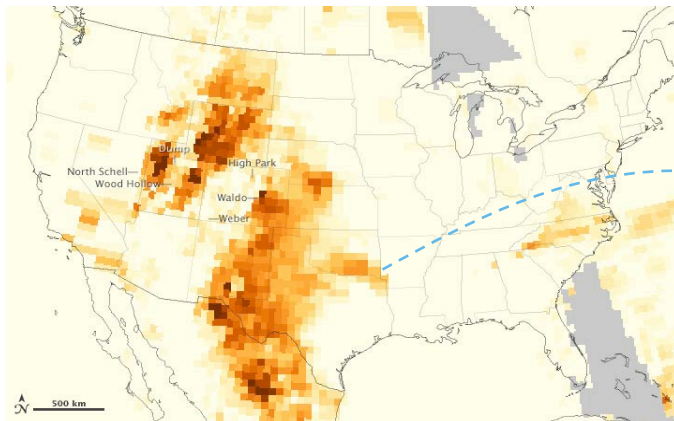 Dump
North Schell
High Park
Wood Hollow
Waldo
Weber
N
500 km